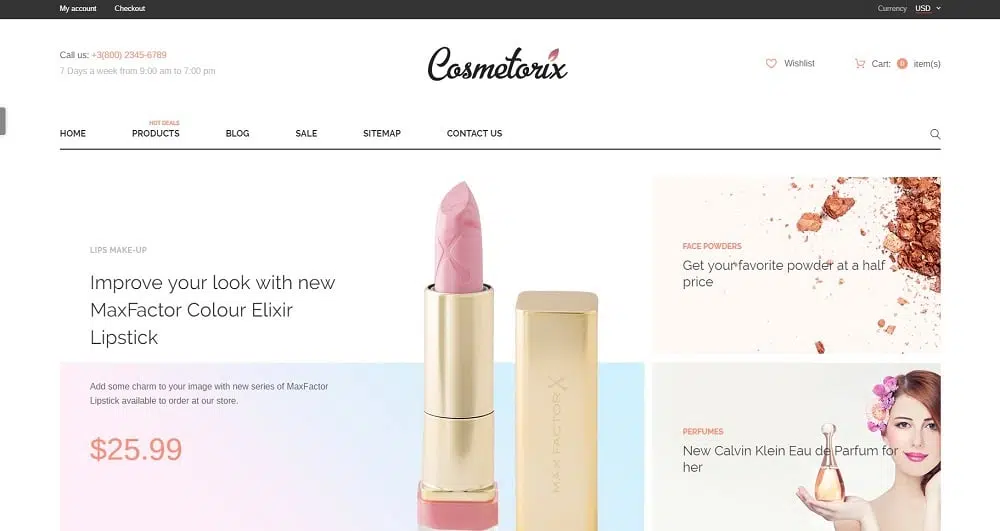 My account Checkout Currency USD
Call us: +3(800) 2345-6789
7 Days a week from 9:00 am to 7:00 pm
Cosmetorix
Wishlist Cart: 0 item(s)
HOT DEALS
HOME PRODUCTS BLOG SALE SITEMAP CONTACT US
LIPS MAKE-UP
Improve your look with new
MaxFactor Colour Elixir
Lipstick
Add some charm to your image with new series of MaxFactor
Lipstick available to order at our store.
$25.99
MAX FACTOR X
FACE POWDERS
Get your favorite powder at a half
price
PERFUMES
New Calvin Klein Eau de Parfum for
her